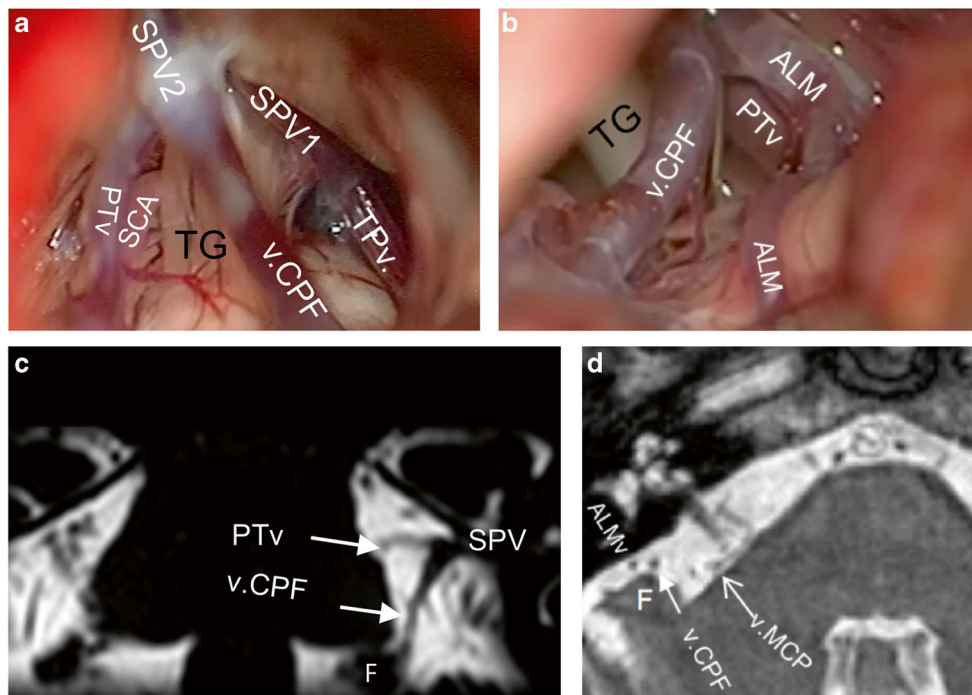 a
SPV2
SPV1
PTv
SCA
TG
v.CPF
TPv.
b
TG
v.CPF
PTv
ALM
ALM
c
PTv
v.CPF
SPV
F
d
ALMv
F
v.CPF
v.MCP